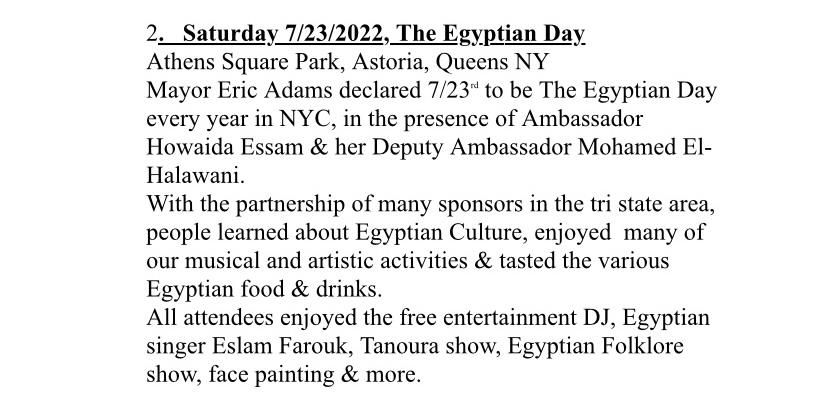 2. Saturday 7/23/2022, The Egyptian Day
Athens Square Park, Astoria, Queens NY
Mayor Eric Adams declared 7/23rd to be The Egyptian Day
every year in NYC, in the presence of Ambassador
Howaida Essam & her Deputy Ambassador Mohamed El-
Halawani.
With the partnership of many sponsors in the tri state area,
people learned about Egyptian Culture, enjoyed  many of
our musical and artistic activities & tasted the various
Egyptian food & drinks.
All attendees enjoyed the free entertainment DJ, Egyptian
singer Eslam Farouk, Tanoura show, Egyptian Folklore
show, face painting & more.